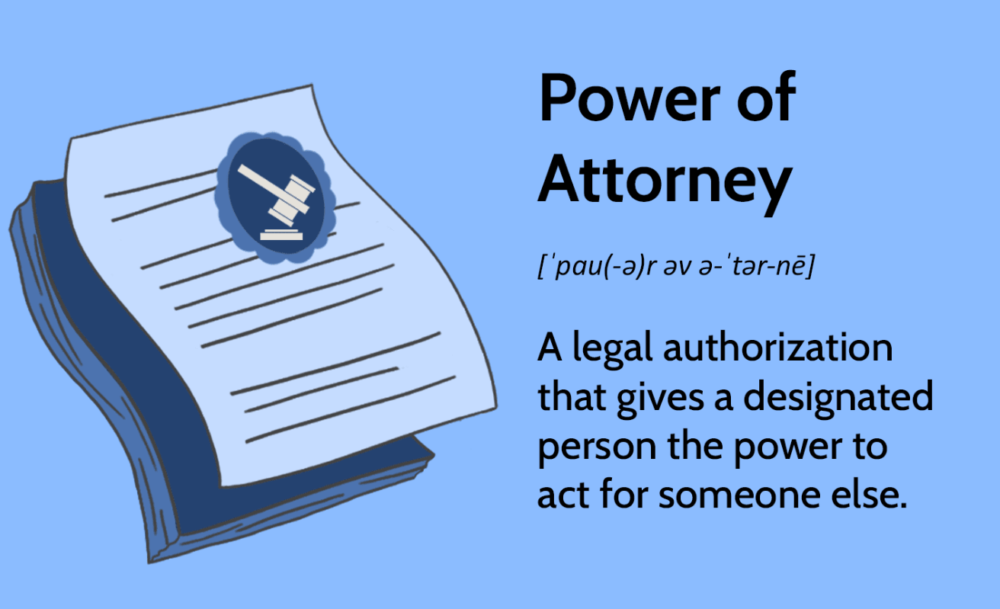 Power of
Attorney
[ˈpau(-ə)r əv ə-ˈtər-nē]
A legal authorization
that gives a designated
person the power to
act for someone else.